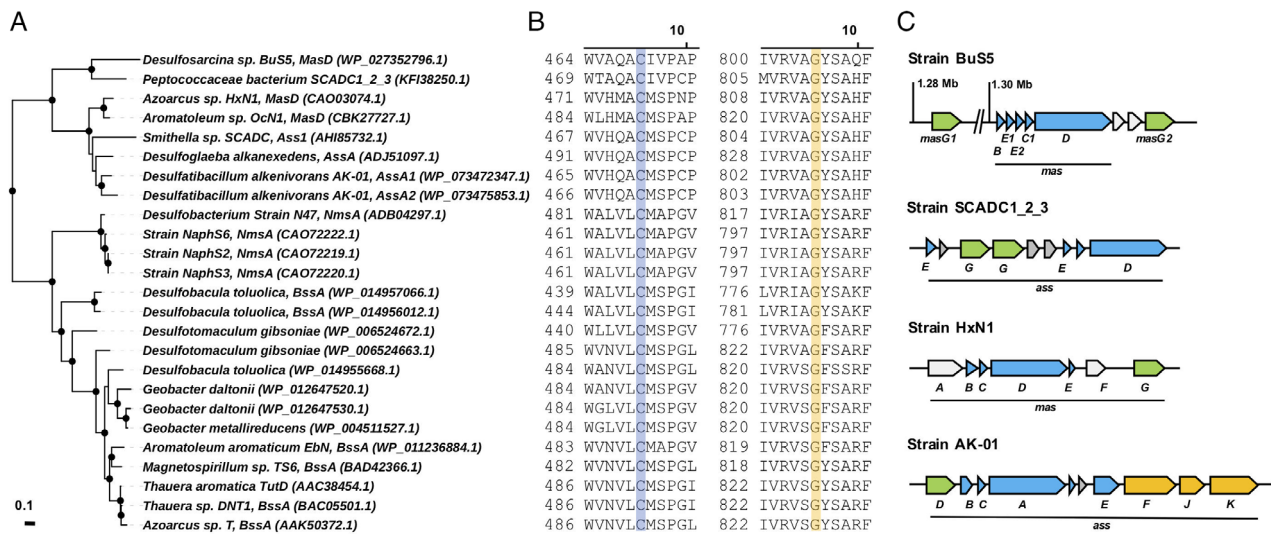 A
B
C
10
10
Desulfosarcina sp. BuS5, MasD (WP_027352796.1) 464 WVAQACIVPAP 800 IVRVAGYSAQF
Peptococcaceae bacterium SCADC1_2_3 (KFI38250.1) 469 WTAQACIVPCP 805 MVRVAGYSAHF
Azoarcus sp. HxN1, MasD (CAO03074.1) 471 WVHMACMSPNP 808 IVRVAGYSAHF
Aromatoleum sp. OcN1, MasD (CBK27727.1) 484 WLHMACMSPAP 820 IVRVAGYSAHF
Smithella sp. SCADC, Ass1 (AHI85732.1) 467 WVHQACMSPCP 804 IVRVAGYSAHF
Desulfoglaeba alkanexedens, AssA (ADJ51097.1) 491 WVHQACMSPCP 828 IVRVAGYSAHF
Desulfatibacillum alkenivorans AK-01, AssA1 (WP_073472347.1) 465 WVHQACMSPCP 802 IVRVAGYSAHF
Desulfatibacillum alkenivorans AK-01, AssA2 (WP_073475853.1) 466 WVHQACMSPCP 803 IVRVAGYSAHF
Desulfobacterium Strain N47, NmsA (ADB04297.1) 481 WALVLCMAPGV 817 IVRIAGYSARF
Strain NaphS6, NmsA (CAO72222.1) 461 WALVLCMAPGV 797 IVRIAGYSARF
Strain NaphS2, NmsA (CAO72219.1) 461 WALVLCMAPGV 797 IVRIAGYSARF
Strain NaphS3, NmsA (CAO72220.1) 461 WALVLCMAPGV 797 IVRIAGYSARF
Desulfobacula toluolica, BssA (WP_014957066.1) 439 WALVLCMSPGI 776 LVRIAGYSAKF
Desulfobacula toluolica, BssA (WP_014956012.1) 444 WALVLCMSPGI 781 LVRIAGYSARF
Desulfotomaculum gibsoniae (WP_006524672.1) 440 WLLVLCMSPGV 776 IVRVAGFSARF
Desulfotomaculum gibsoniae (WP_006524663.1) 485 WVNVLCMSPGL 822 IVRVAGFSARF
Desulfobacula toluolica (WP_014955668.1) 484 WANVLCMSPGL 820 IVRVSGFSSRF
Geobacter daltonii (WP_012647520.1) 484 WANVLCMSPGV 820 IVRVSGFSARF
Geobacter daltonii (WP_012647530.1) 484 WGLVLCMSPGV 820 IVRVSGFSARF
Geobacter metallireducens (WP_004511527.1) 484 WGLVLCMSPGV 820 IVRVSGFSARF
Aromatoleum aromaticum EbN, BssA (WP_011236884.1) 483 WVNVLCMAPGV 819 IVRVSGFSARF
Magnetospirillum sp. TS6, BssA (BAD42366.1) 482 WVNVLCMSPGL 818 IVRVSGYSARF
Thauera aromatica TutD (AAC38454.1) 486 WVNVLCMSPGI 822 IVRVSGYSARF
Thauera sp. DNT1, BssA (BAC05501.1) 486 WVNVLCMSPGI 822 IVRVSGYSARF
Azoarcus sp. T, BssA (AAK50372.1) 486 WVNVLCMSPGL 822 IVRVSGYSARF
0.1
Strain BuS5
1.28 Mb 1.30 Mb
masG1 E1 C1 D masG2
B E2
mas
Strain SCADC1_2_3
E G G E D
ass
Strain HxN1
A B C D E F G
mas
Strain AK-01
D B C A E F J K
ass